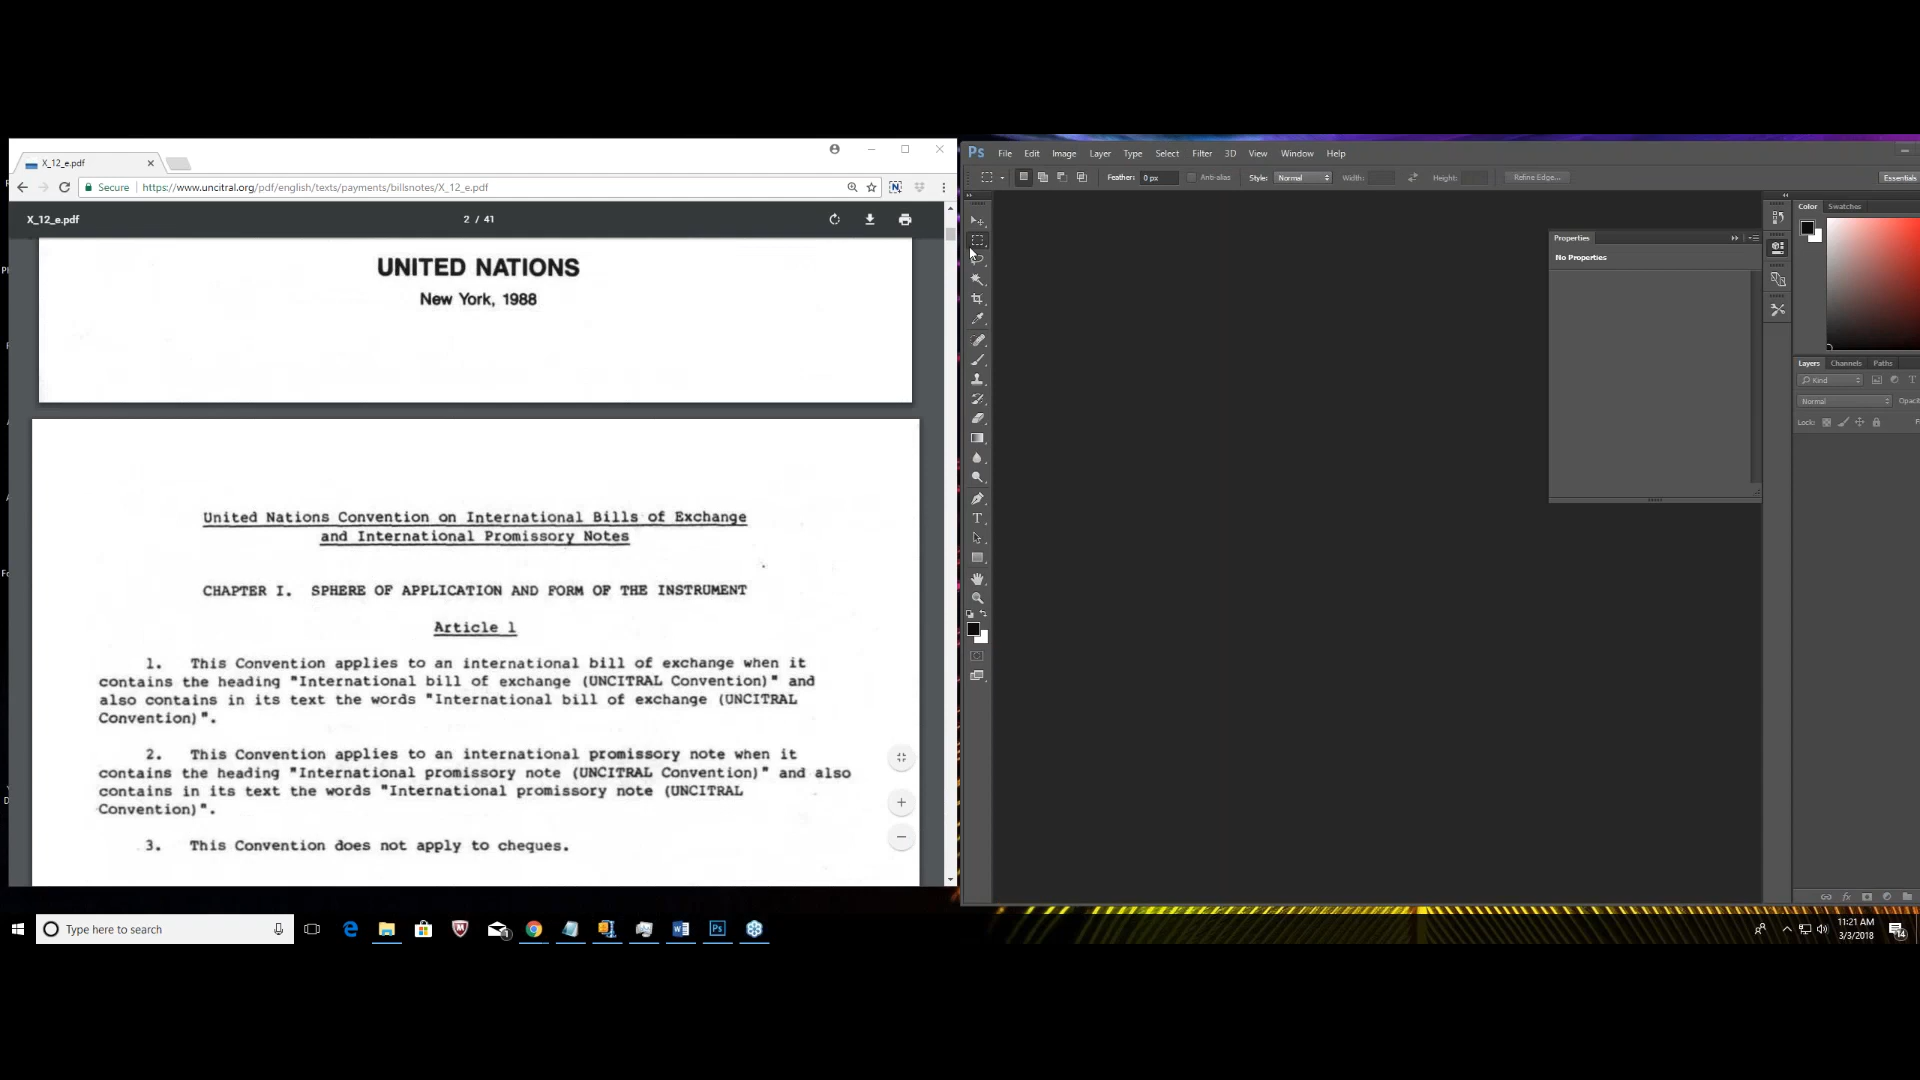 X_12_e.pdf
Secure
https://www.uncitral.org/pdf/english/texts/payments/billsnotes/X_12_e.pdf
X_12_e.pdf
2 / 41
UNITED NATIONS
New York, 1988
United Nations Convention on International Bills of Exchange
and International Promissory Notes
CHAPTER I. SPHERE OF APPLICATION AND FORM OF THE INSTRUMENT
Article 1
1. This Convention applies to an international bill of exchange when it
contains the heading "International bill of exchange (UNCITRAL Convention)" and
also contains in its text the words "International bill of exchange (UNCITRAL
Convention)".
2. This Convention applies to an international promissory note when it
contains the heading "International promissory note (UNCITRAL Convention)" and also
contains in its text the words "International promissory note (UNCITRAL
Convention)".
3. This Convention does not apply to cheques.
Ps File Edit Image Layer Type Select Filter 3D View Window Help
Feather: 0 px Anti-alias Style: Normal Width: Height: Refine Edge... Essentials
Properties
No Properties
Color Swatches
Layers Channels Paths
Kind
Normal
Lock:
Type here to search
Ps
11:21 AM
3/3/2018
14